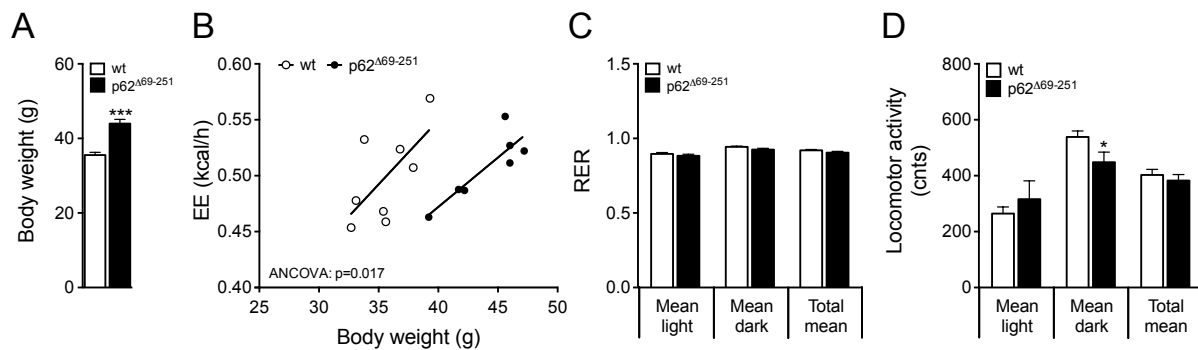 A
wt
p62Δ69-251
Body weight (g)
60
40
20
0
***
B
wt
p62Δ69-251
EE (kcal/h)
0.60
0.55
0.50
0.45
0.40
ANCOVA: p=0.017
25
30
35
40
45
50
Body weight (g)
C
wt
p62Δ69-251
RER
1.5
1.0
0.5
0.0
Mean
light
Mean
dark
Total
mean
D
wt
p62Δ69-251
Locomotor activity
(cnts)
800
600
400
200
0
*
Mean
light
Mean
dark
Total
mean